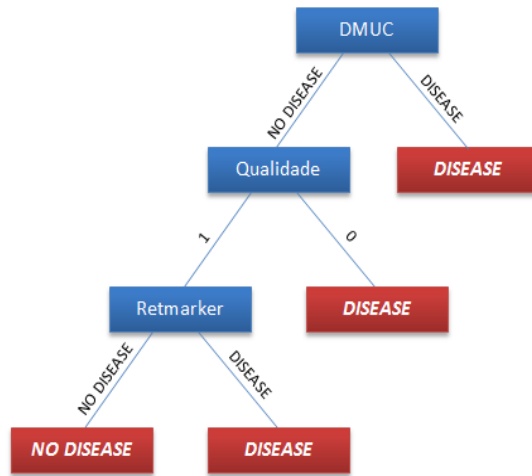 DMUC
NO DISEASE
DISEASE
Qualidade
DISEASE
1
0
Retmarker
DISEASE
NO DISEASE
DISEASE
NO DISEASE
DISEASE